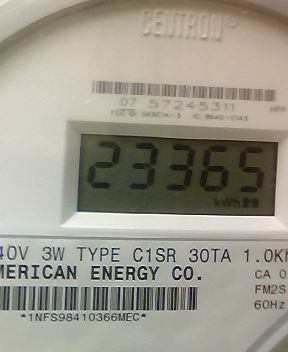 CENTRON
07 57245311
23365
kWh
40V 3W TYPE C1SR 30TA 1.0Kh
MERICAN ENERGY CO.
CA 0
FM2S
60Hz
*1NFS98410366MEC*